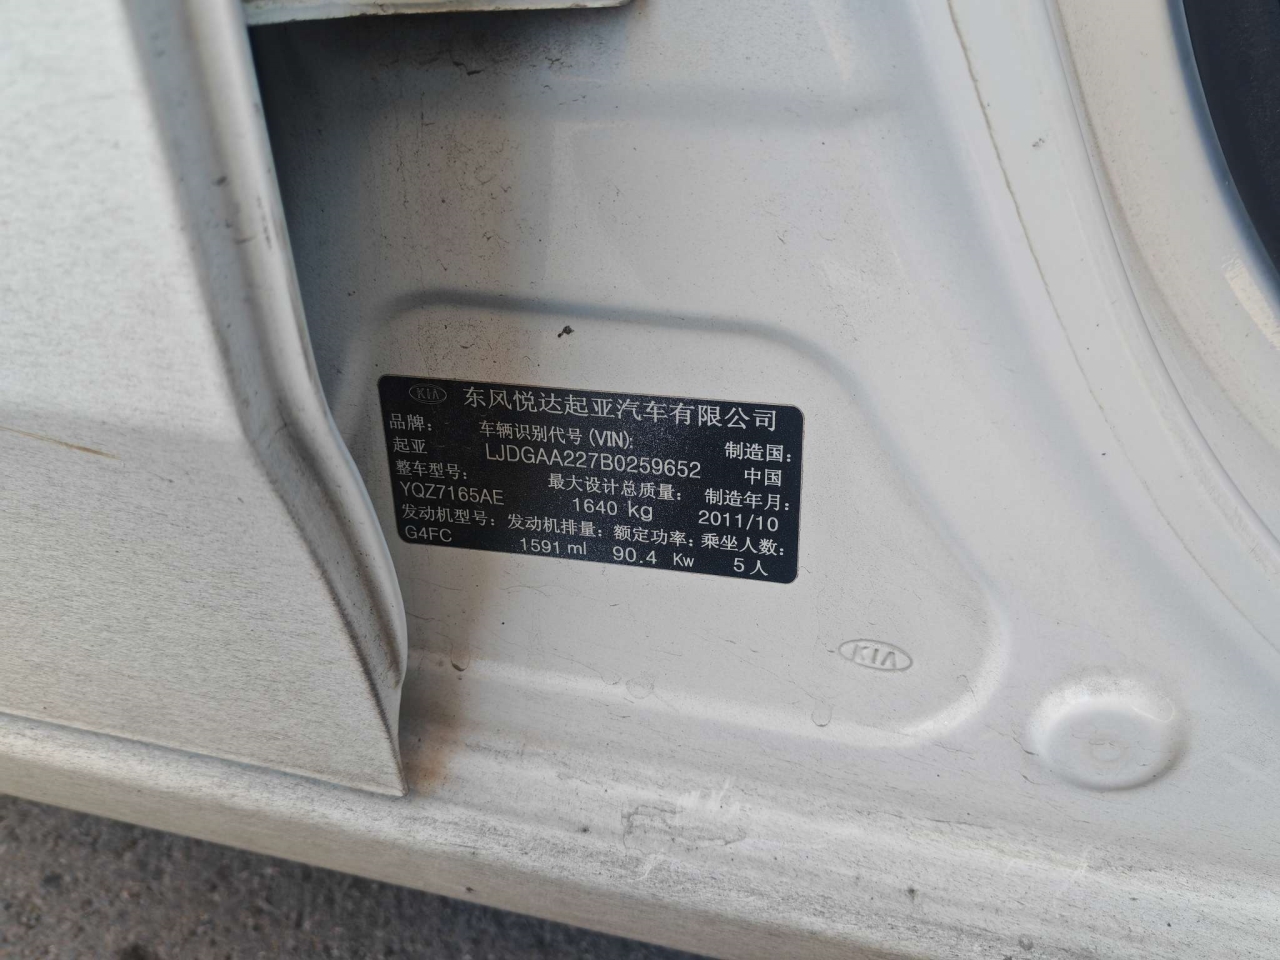 KIA 东风悦达起亚汽车有限公司
品牌: 车辆识别代号(VIN): 制造国:
起亚 LJDGAA227B0259652 中国
整车型号: 最大设计总质量: 制造年月:
YQZ7165AE 1640 kg 2011/10
发动机型号: 发动机排量: 额定功率: 乘坐人数:
G4FC 1591 ml 90.4 Kw 5人
KIA